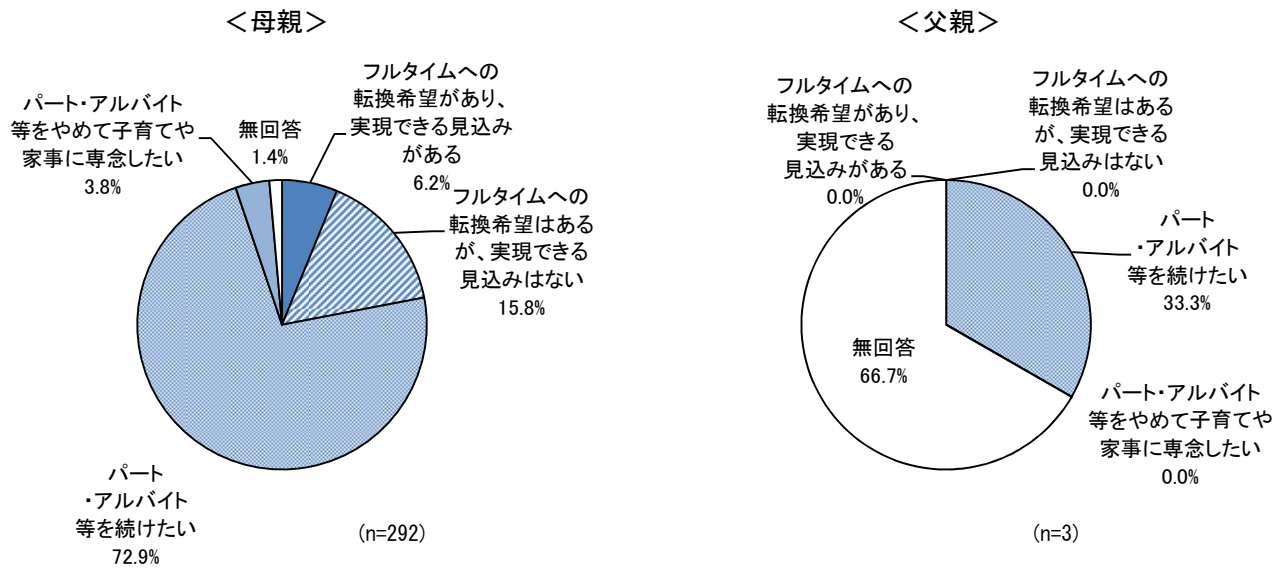 ＜母親＞
フルタイムへの
転換希望があり、
実現できる見込み
がある
6.2%
フルタイムへの
転換希望はある
が、実現できる
見込みはない
15.8%
パート
・アルバイト
等を続けたい
72.9%
パート・アルバイト
等をやめて子育てや
家事に専念したい
3.8%
無回答
1.4%
(n=292)
＜父親＞
フルタイムへの
転換希望があり、
実現できる
見込みがある
0.0%
フルタイムへの
転換希望はある
が、実現できる
見込みはない
0.0%
パート
・アルバイト
等を続けたい
33.3%
パート・アルバイト
等をやめて子育てや
家事に専念したい
0.0%
無回答
66.7%
(n=3)